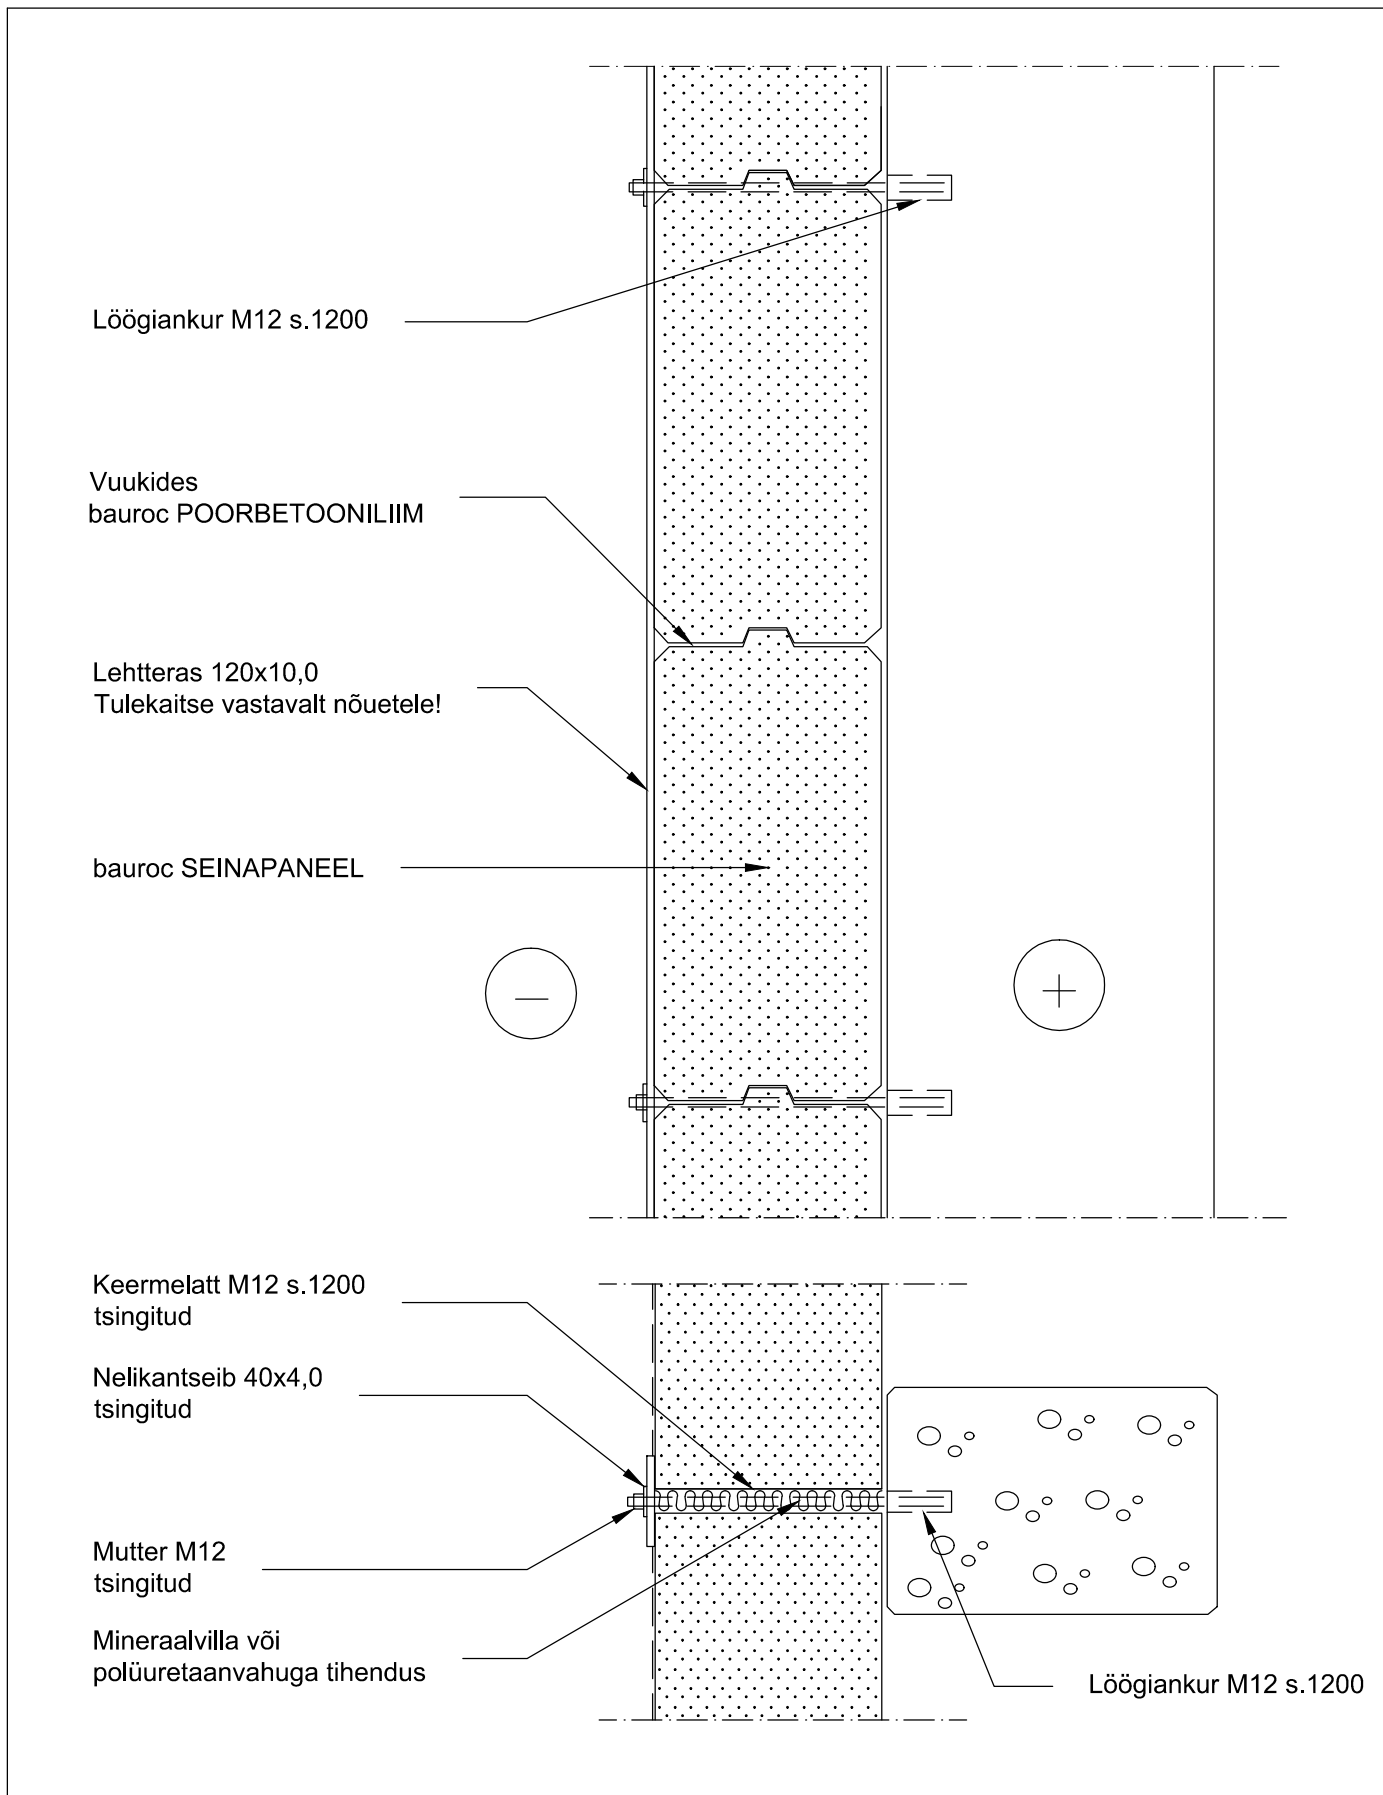 Löögiankur M12 s.1200
Vuukides
bauroc POORBETOONILIIM
Lehtteras 120x10,0
Tulekaitse vastavalt nõuetele!
bauroc SEINAPANEEL
Keermelatt M12 s.1200
tsingitud
Nelikantseib 40x4,0
tsingitud
Mutter M12
tsingitud
Mineraalvilla või
polüuretaanvahuga tihendus
Löögiankur M12 s.1200